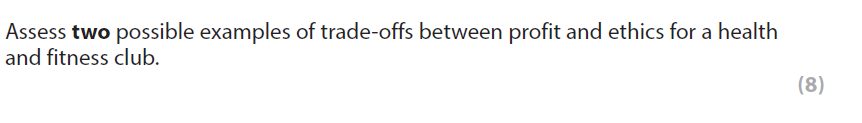 Assess two possible examples of trade-offs between profit and ethics for a health
and fitness club.
(8)